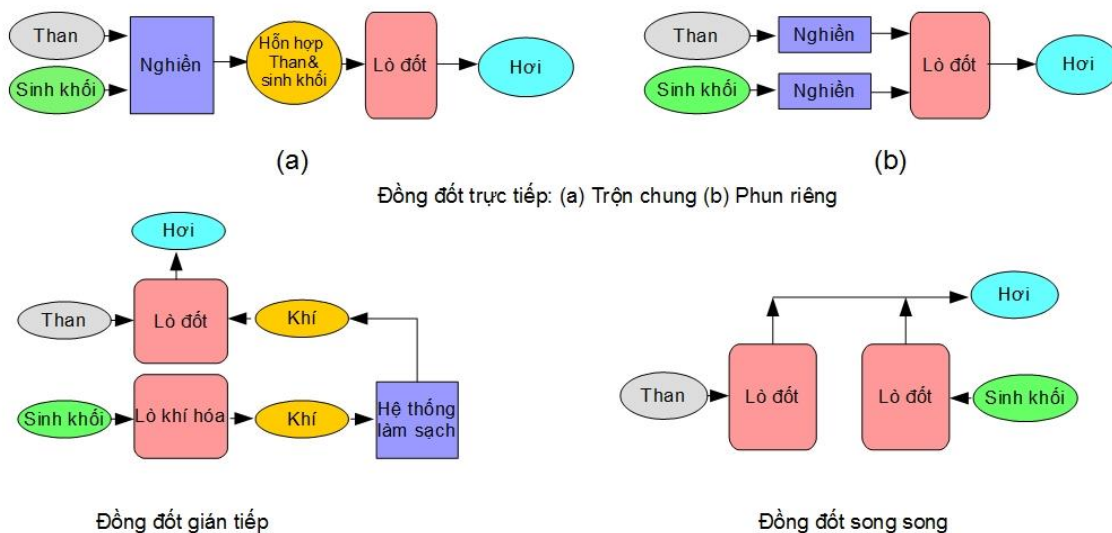 Than
Sinh khối
Nghiền
Hỗn hợp
Than&
sinh khối
Lò đốt
Hơi
(a)
Than
Sinh khối
Nghiền
Nghiền
Lò đốt
Hơi
(b)
Đồng đốt trực tiếp: (a) Trộn chung (b) Phun riêng
Hơi
Than
Lò đốt
Khí
Sinh khối
Lò khí hóa
Khí
Hệ thống
làm sạch
Đồng đốt gián tiếp
Hơi
Than
Lò đốt
Lò đốt
Sinh khối
Đồng đốt song song